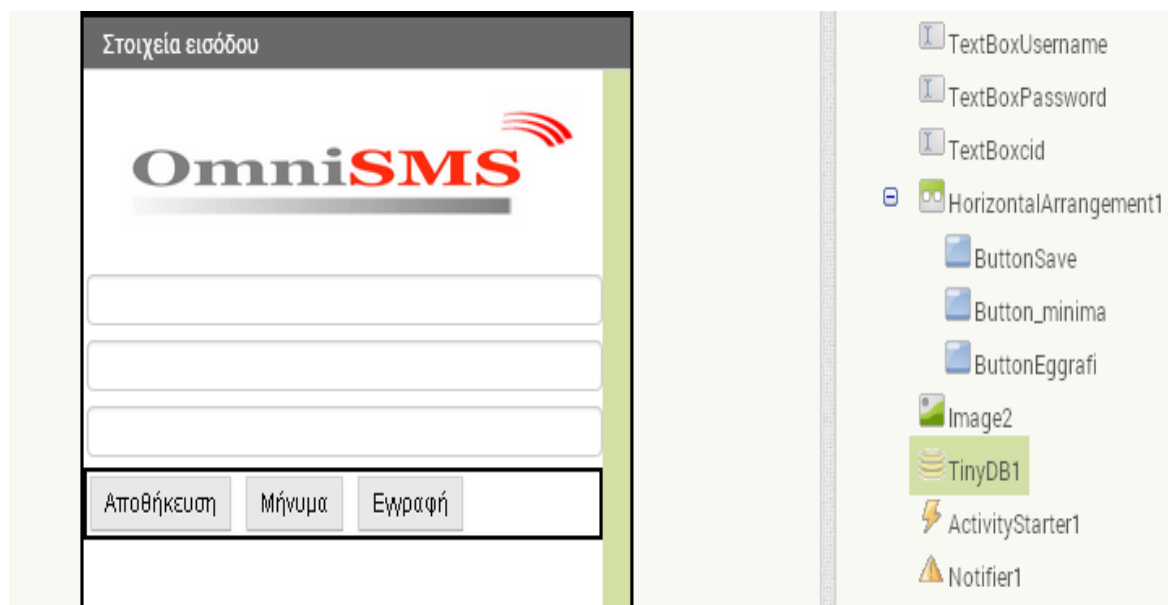 Στοιχεία εισόδου
OmniSMS
Αποθήκευση
Μήνυμα
Εγγραφή
TextBoxUsername
TextBoxPassword
TextBoxcid
HorizontalArrangement1
ButtonSave
Button_minima
ButtonEggrafi
Image2
TinyDB1
ActivityStarter1
Notifier1